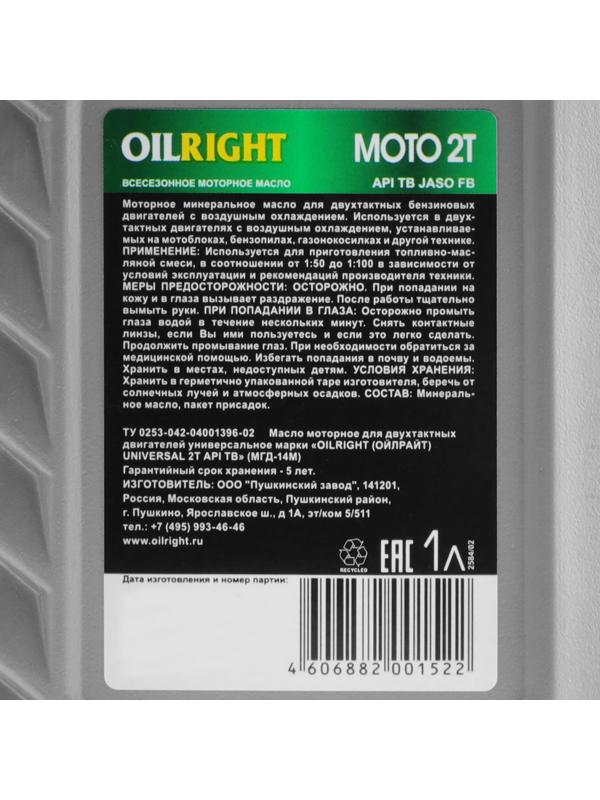 OILRIGHT MOTO 2T
ВСЕСЕЗОННОЕ МОТОРНОЕ МАСЛО API TB JASO FB
Моторное минеральное масло для двухтактных бензиновых
двигателей с воздушным охлаждением. Используется в двух-
тактных двигателях с воздушным охлаждением, устанавливае-
мых на мотоблоках, бензопилах, газонокосилках и другой технике.
ПРИМЕНЕНИЕ: Используется для приготовления топливно-мас-
ляной смеси, в соотношении от 1:50 до 1:100 в зависимости от
условий эксплуатации и рекомендаций производителя техники.
МЕРЫ ПРЕДОСТОРОЖНОСТИ: ОСТОРОЖНО. При попадании на
кожу и в глаза вызывает раздражение. После работы тщательно
вымыть руки. ПРИ ПОПАДАНИИ В ГЛАЗА: Осторожно промыть
глаза водой в течение нескольких минут. Снять контактные
линзы, если Вы ими пользуетесь и если это легко сделать.
Продолжить промывание глаз. При необходимости обратиться за
медицинской помощью. Избегать попадания в почву и водоемы.
Хранить в местах, недоступных детям. УСЛОВИЯ ХРАНЕНИЯ:
Хранить в герметично упакованной таре изготовителя, беречь от
солнечных лучей и атмосферных осадков. СОСТАВ: Минераль-
ное масло, пакет присадок.
ТУ 0253-042-04001396-02 Масло моторное для двухтактных
двигателей универсальное марки «OILRIGHT (ОЙЛРАЙТ)
UNIVERSAL 2T API TB» (МГД-14М)
Гарантийный срок хранения - 5 лет.
ИЗГОТОВИТЕЛЬ: ООО "Пушкинский завод", 141201,
Россия, Московская область, Пушкинский район,
г. Пушкино, Ярославское ш., д 1А, эт/ком 5/511
тел.: +7 (495) 993-46-46
www.oilright.ru
RECYCLED EAC 1л 2584/02
Дата изготовления и номер партии:
4 606882 001522